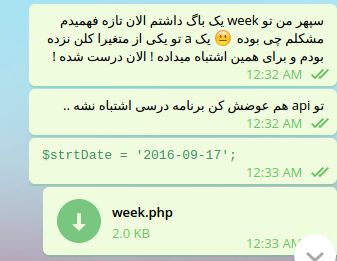 سپهر من تو week یک باگ داشتم الان تازه فهمیدم
مشکلم چی بوده 😐 یک a تو یکی از متغیرا کلن نزده
بودم و برای همین اشتباه میداده ! الان درست شده !
12:32 AM
تو api هم عوضش کن برنامه درسی اشتباه نشه ..
12:32 AM
$strtDate = '2016-09-17';
12:33 AM
week.php
2.0 KB
12:33 AM